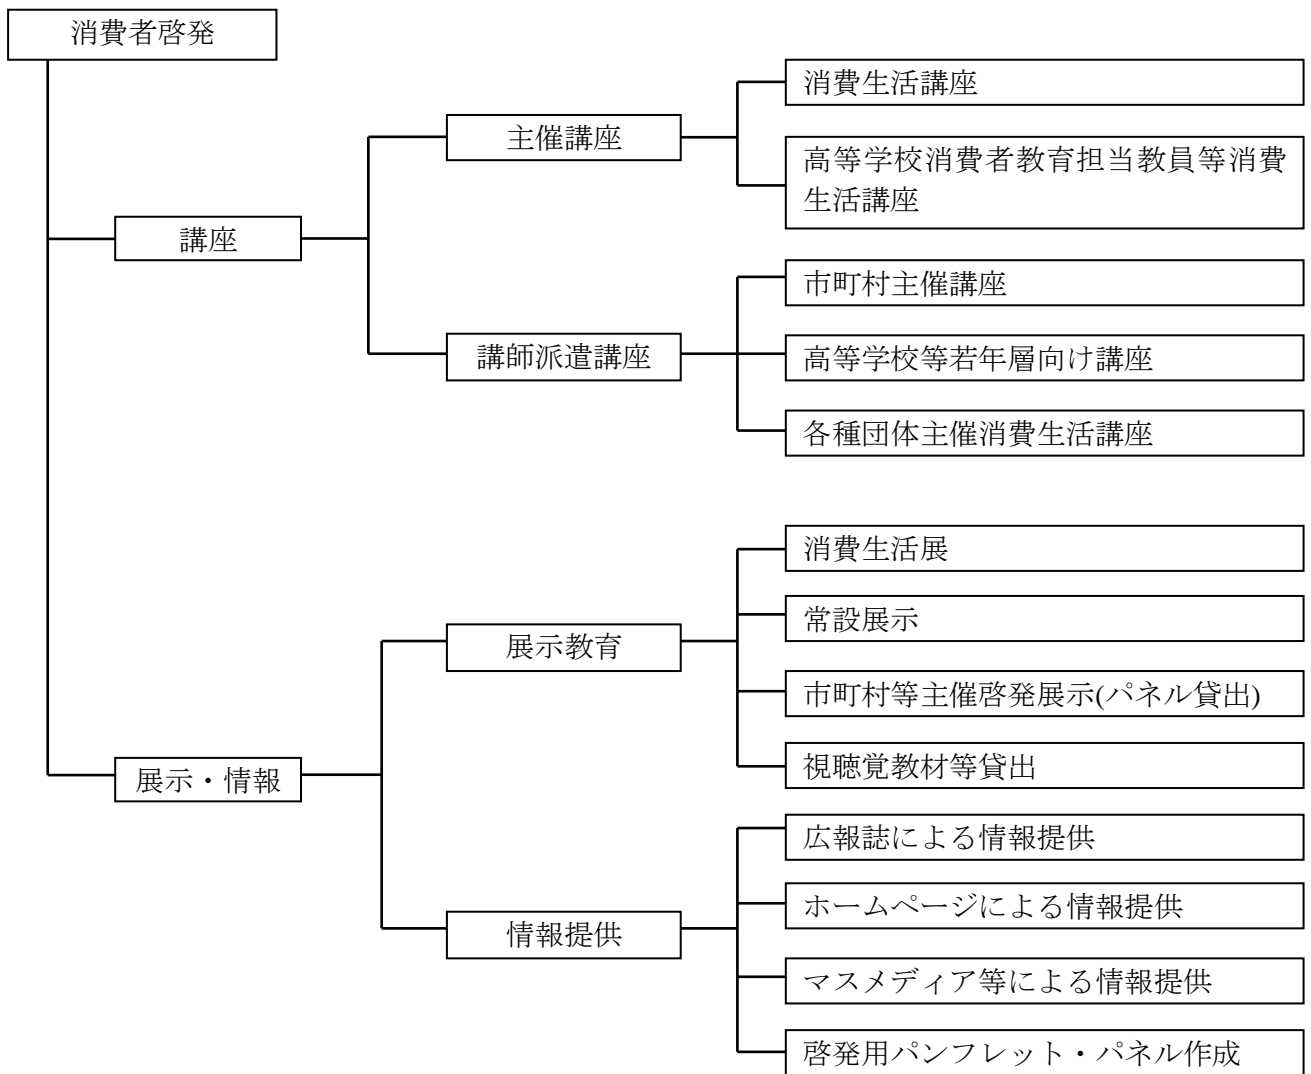 消費者啓発
講座
主催講座
消費生活講座
高等学校消費者教育担当教員等消費
生活講座
講師派遣講座
市町村主催講座
高等学校等若年層向け講座
各種団体主催消費生活講座
展示・情報
展示教育
消費生活展
常設展示
市町村等主催啓発展示(パネル貸出)
視聴覚教材等貸出
情報提供
広報誌による情報提供
ホームページによる情報提供
マスメディア等による情報提供
啓発用パンフレット・パネル作成